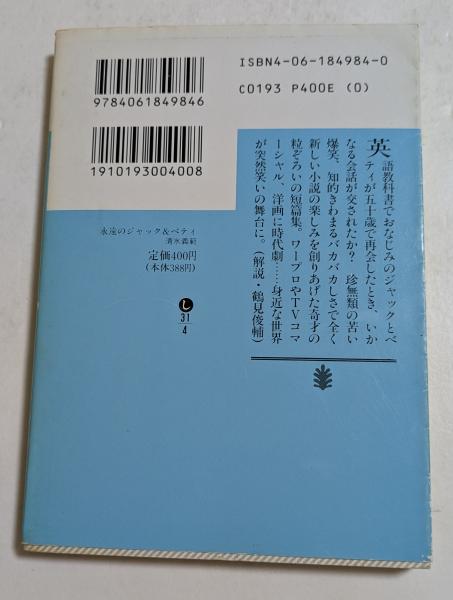 ISBN4-06-184984-0
C0193 P400E (0)
9784061849846
1910193004008
英語教科書でおなじみのジャックとベ
ティが五十歳で再会したとき、いか
なる会話が交されたか? 珍無類の苦い
爆笑、知的きわまるバカバカしさで全く
新しい小説の楽しみを創りあげた奇才の
粒ぞろいの短篇集。ワープロやTVコマ
ーシャル、洋画に時代劇……身近な世界
が突然笑いの舞台に。(解説・鶴見俊輔)
永遠のジャック&ベティ
清水義範
定価400円
(本体388円)
し
31
4